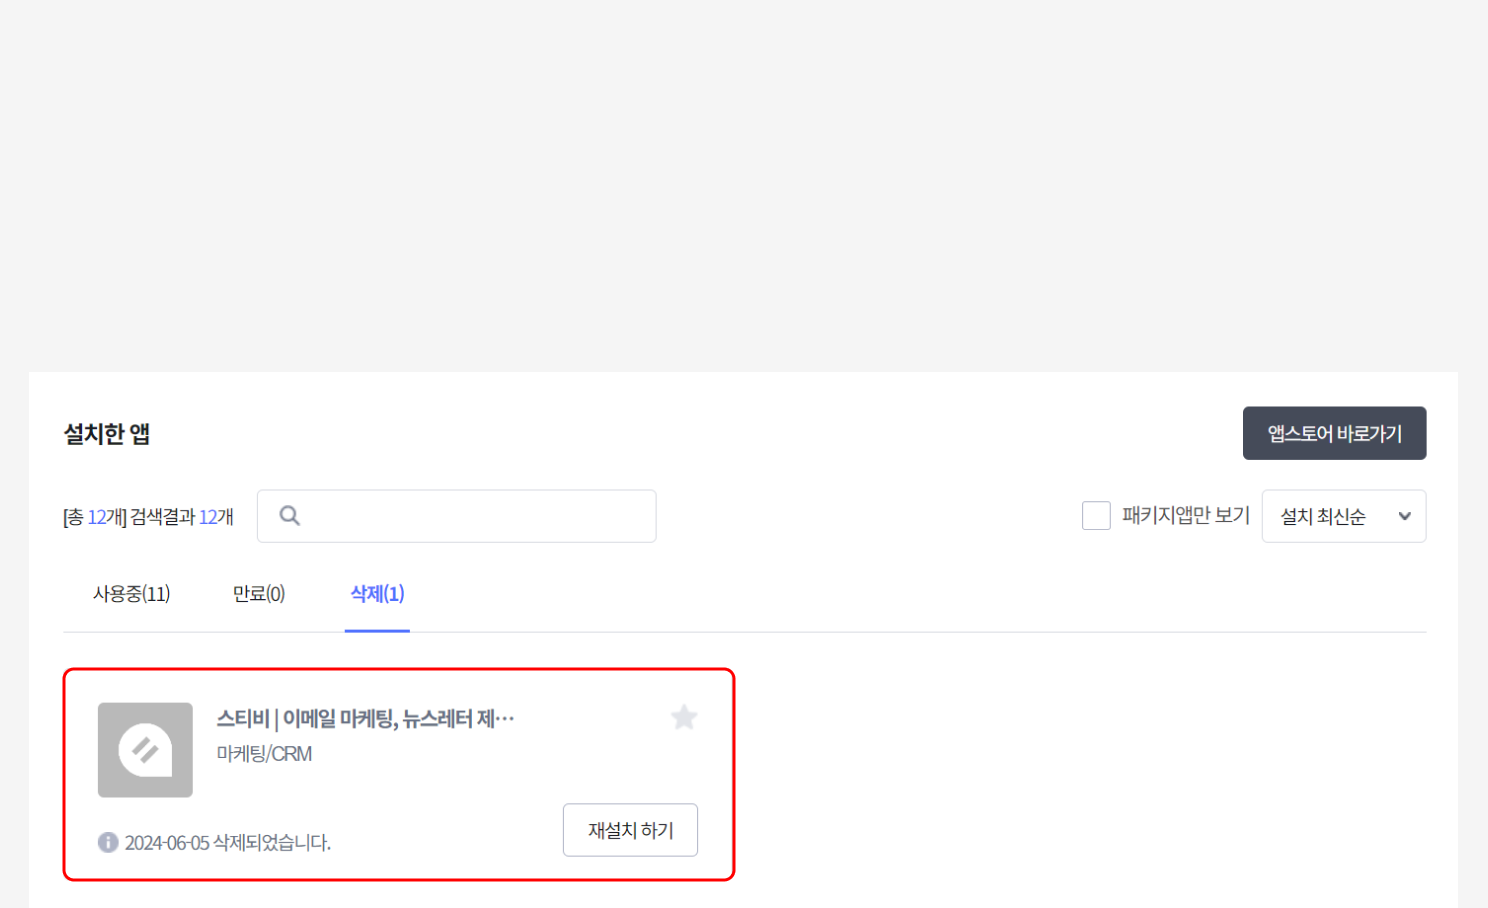 설치한 앱
앱스토어 바로가기
[총 12개] 검색결과 12개
패키지앱만 보기
설치 최신순
사용중(11)
만료(0)
삭제(1)
스티비 | 이메일 마케팅, 뉴스레터 제…
마케팅/CRM
2024-06-05 삭제되었습니다.
재설치 하기